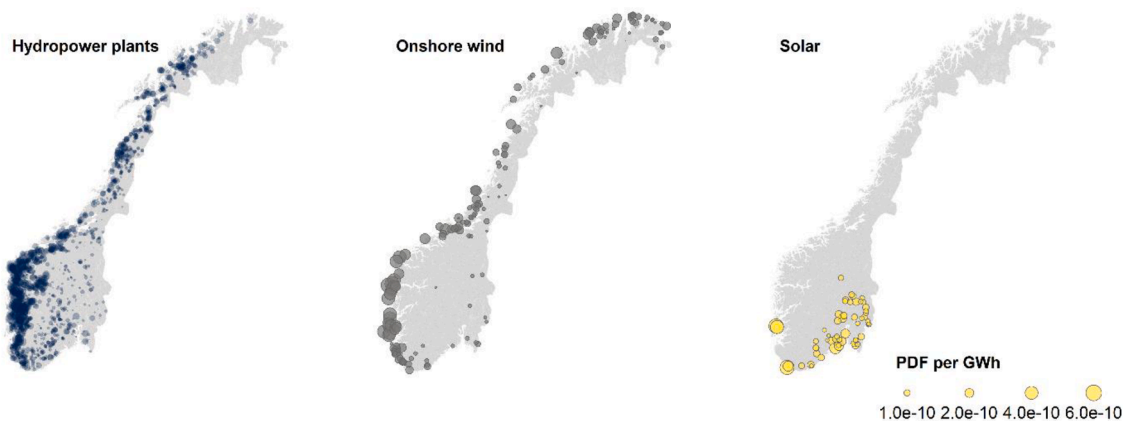 Hydropower plants
Onshore wind
Solar
PDF per GWh
1.0e-10 2.0e-10 4.0e-10 6.0e-10